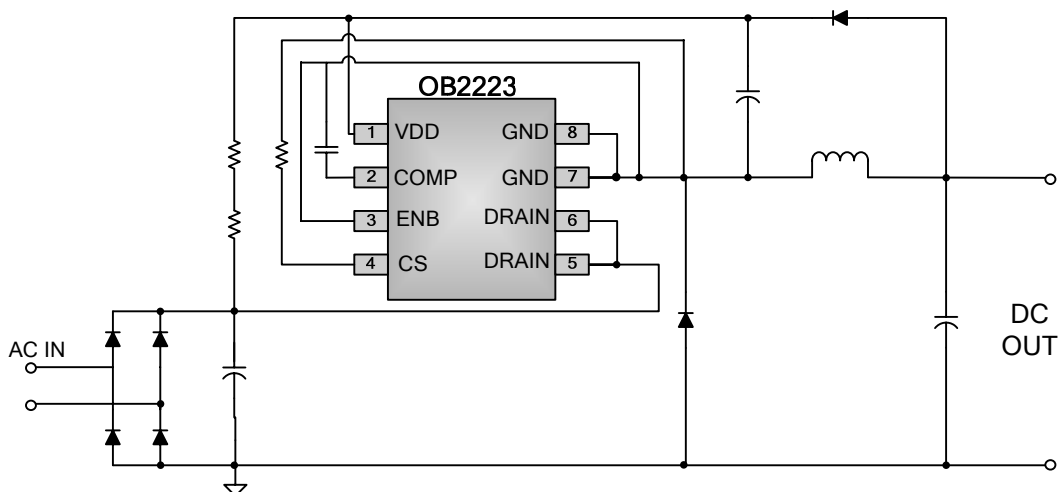 OB2223
1 VDD GND 8
2 COMP GND 7
3 ENB DRAIN 6
4 CS DRAIN 5
AC IN
DC
OUT